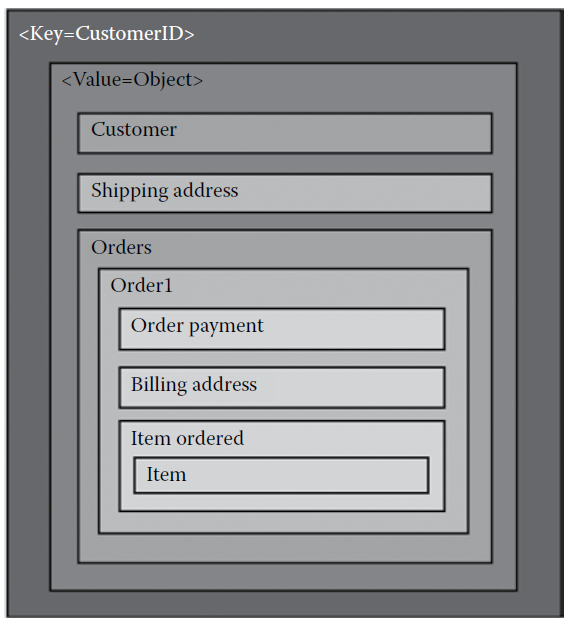 <Key=CustomerID>
<Value=Object>
Customer
Shipping address
Orders
Order1
Order payment
Billing address
Item ordered
Item